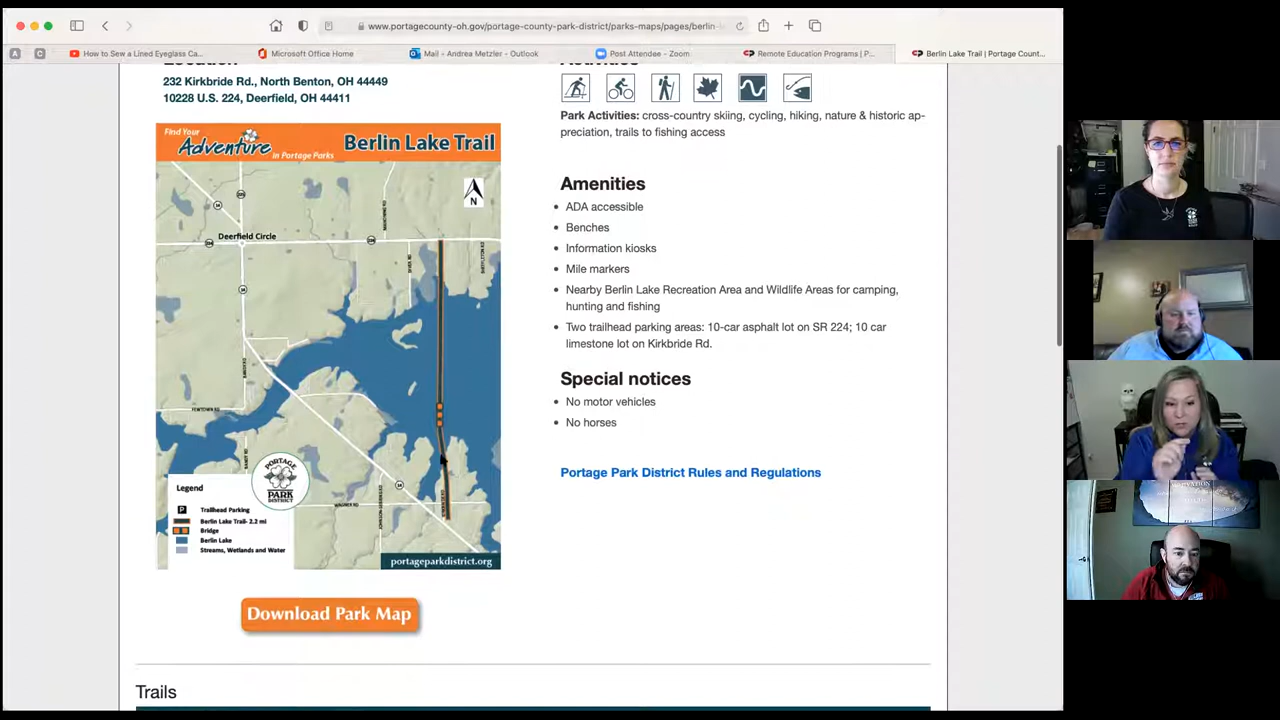 www.portagecounty-oh.gov/portage-county-park-district/parks-maps/pages/berlin-l
A
C
How to Sew a Lined Eyeglass Ca...
Microsoft Office Home
Mail - Andrea Metzler - Outlook
Post Attendee - Zoom
Remote Education Programs | P...
Berlin Lake Trail | Portage Count...
Location
232 Kirkbride Rd., North Benton, OH 44449
10228 U.S. 224, Deerfield, OH 44411
Find Your
Adventure
in Portage Parks
Berlin Lake Trail
N
Deerfield Circle
224
14
PORTAGE
PARK
DISTRICT
Legend
P
Trailhead Parking
Berlin Lake Trail- 2.2 mi
Bridge
Berlin Lake
Streams, Wetlands and Water
portageparkdistrict.org
Download Park Map
Activities
Park Activities: cross-country skiing, cycling, hiking, nature & historic ap-
preciation, trails to fishing access
Amenities
ADA accessible
Benches
Information kiosks
Mile markers
Nearby Berlin Lake Recreation Area and Wildlife Areas for camping,
hunting and fishing
Two trailhead parking areas: 10-car asphalt lot on SR 224; 10 car
limestone lot on Kirkbride Rd.
Special notices
No motor vehicles
No horses
Portage Park District Rules and Regulations
Trails